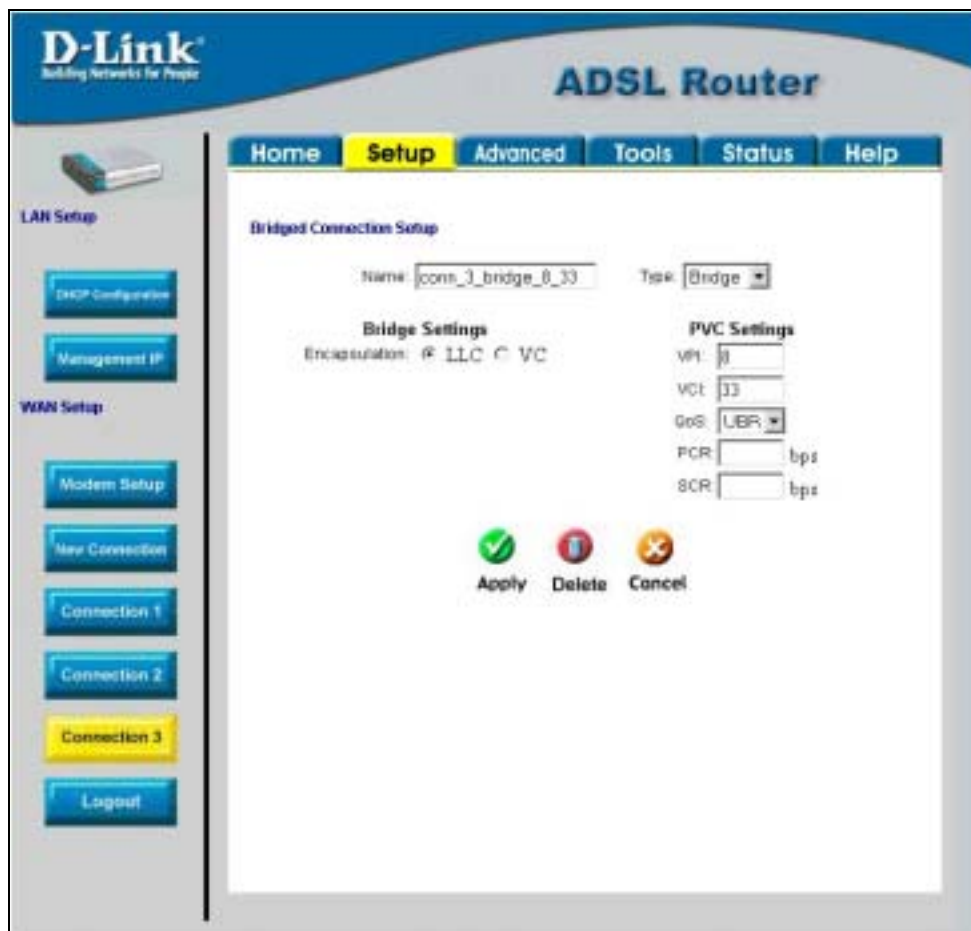 D-Link
Building Networks for People
ADSL Router
Home Setup Advanced Tools Status Help
LAN Setup
DHCP Configuration
Management IP
WAN Setup
Modem Setup
New Connection
Connection 1
Connection 2
Connection 3
Logout
Bridged Connection Setup
Name: conn_3_bridge_8_33 Type: Bridge
Bridge Settings
Encapsulation: LLC VC
PVC Settings
VPI: 8
VCI: 33
QoS: UBR
PCR: bps
SCR: bps
Apply Delete Cancel